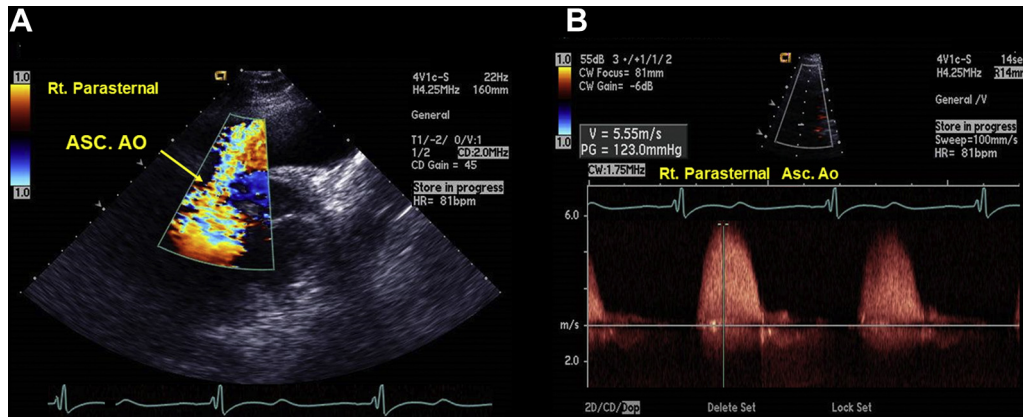 A
1.0
1.0
Rt. Parasternal
ASC. AO
4V1c-S 22Hz
H4.25MHz 160mm
General
T1/-2/ 0/V:1
1/2 CD:2.0MHz
CD Gain = 45
Store in progress
HR= 81bpm
B
1.0
1.0
55dB 3 +/+1/1/2
CW Focus= 81mm
CW Gain= -6dB
V = 5.55m/s
PG = 123.0mmHg
CW:1.75MHz
4V1c-S
H4.25MHz
General /V
Store in progress
Sweep=100mm/s
HR= 81bpm
Rt. Parasternal Asc. Ao
6.0
m/s
2.0
2D/CD/Dop Delete Set Lock Set